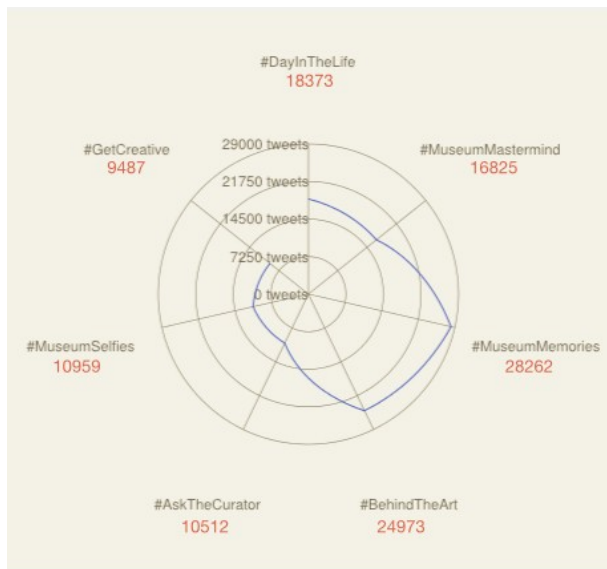 #DayInTheLife
18373
#GetCreative
9487
29000 tweets
#MuseumMastermind
16825
21750 tweets
14500 tweets
7250 tweets
0 tweets
#MuseumSelfies
10959
#MuseumMemories
28262
#AskTheCurator
10512
#BehindTheArt
24973